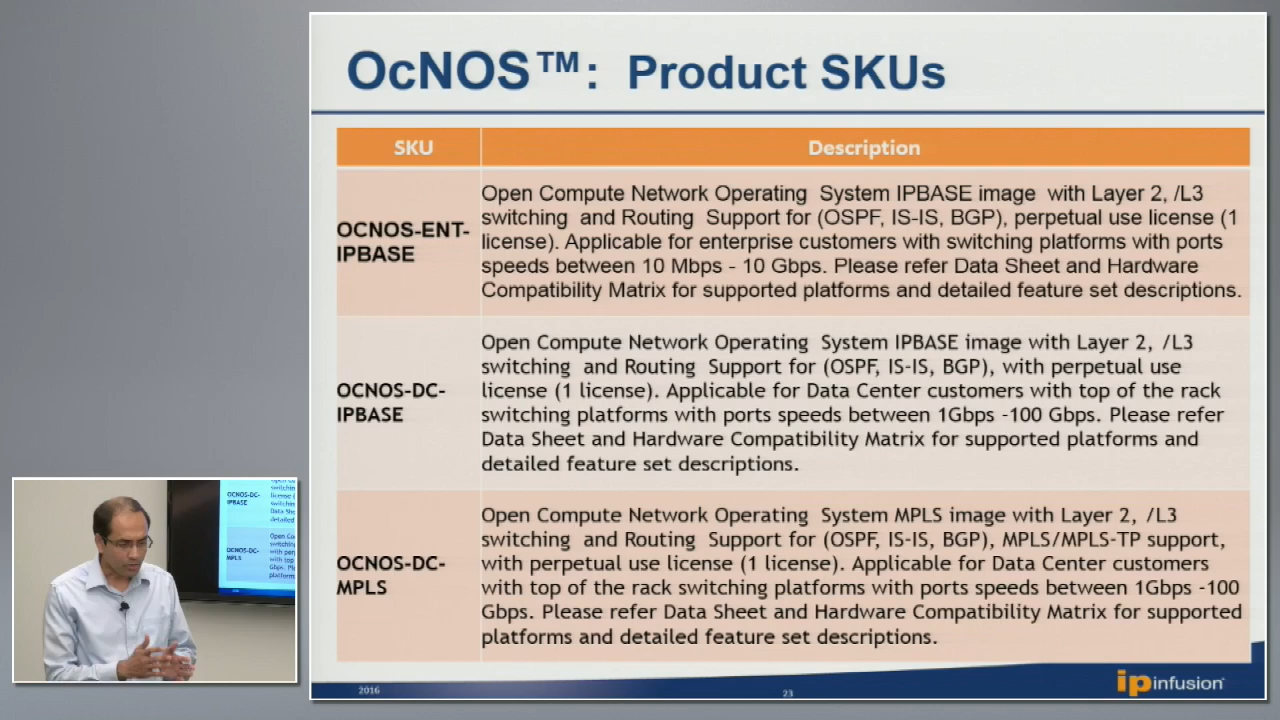 OcNOS™: Product SKUs
SKU
Description
OCNOS-ENT-
IPBASE
Open Compute Network Operating System IPBASE image with Layer 2, /L3
switching and Routing Support for (OSPF, IS-IS, BGP), perpetual use license (1
license). Applicable for enterprise customers with switching platforms with ports
speeds between 10 Mbps - 10 Gbps. Please refer Data Sheet and Hardware
Compatibility Matrix for supported platforms and detailed feature set descriptions.
OCNOS-DC-
IPBASE
Open Compute Network Operating System IPBASE image with Layer 2, /L3
switching and Routing Support for (OSPF, IS-IS, BGP), with perpetual use
license (1 license). Applicable for Data Center customers with top of the rack
switching platforms with ports speeds between 1Gbps -100 Gbps. Please refer
Data Sheet and Hardware Compatibility Matrix for supported platforms and
detailed feature set descriptions.
OCNOS-DC-
MPLS
Open Compute Network Operating System MPLS image with Layer 2, /L3
switching and Routing Support for (OSPF, IS-IS, BGP), MPLS/MPLS-TP support,
with perpetual use license (1 license). Applicable for Data Center customers
with top of the rack switching platforms with ports speeds between 1Gbps -100
Gbps. Please refer Data Sheet and Hardware Compatibility Matrix for supported
platforms and detailed feature set descriptions.
2016
23
ipinfusion
OCNOS-DC-
IPBASE
OCNOS-DC-
MPLS